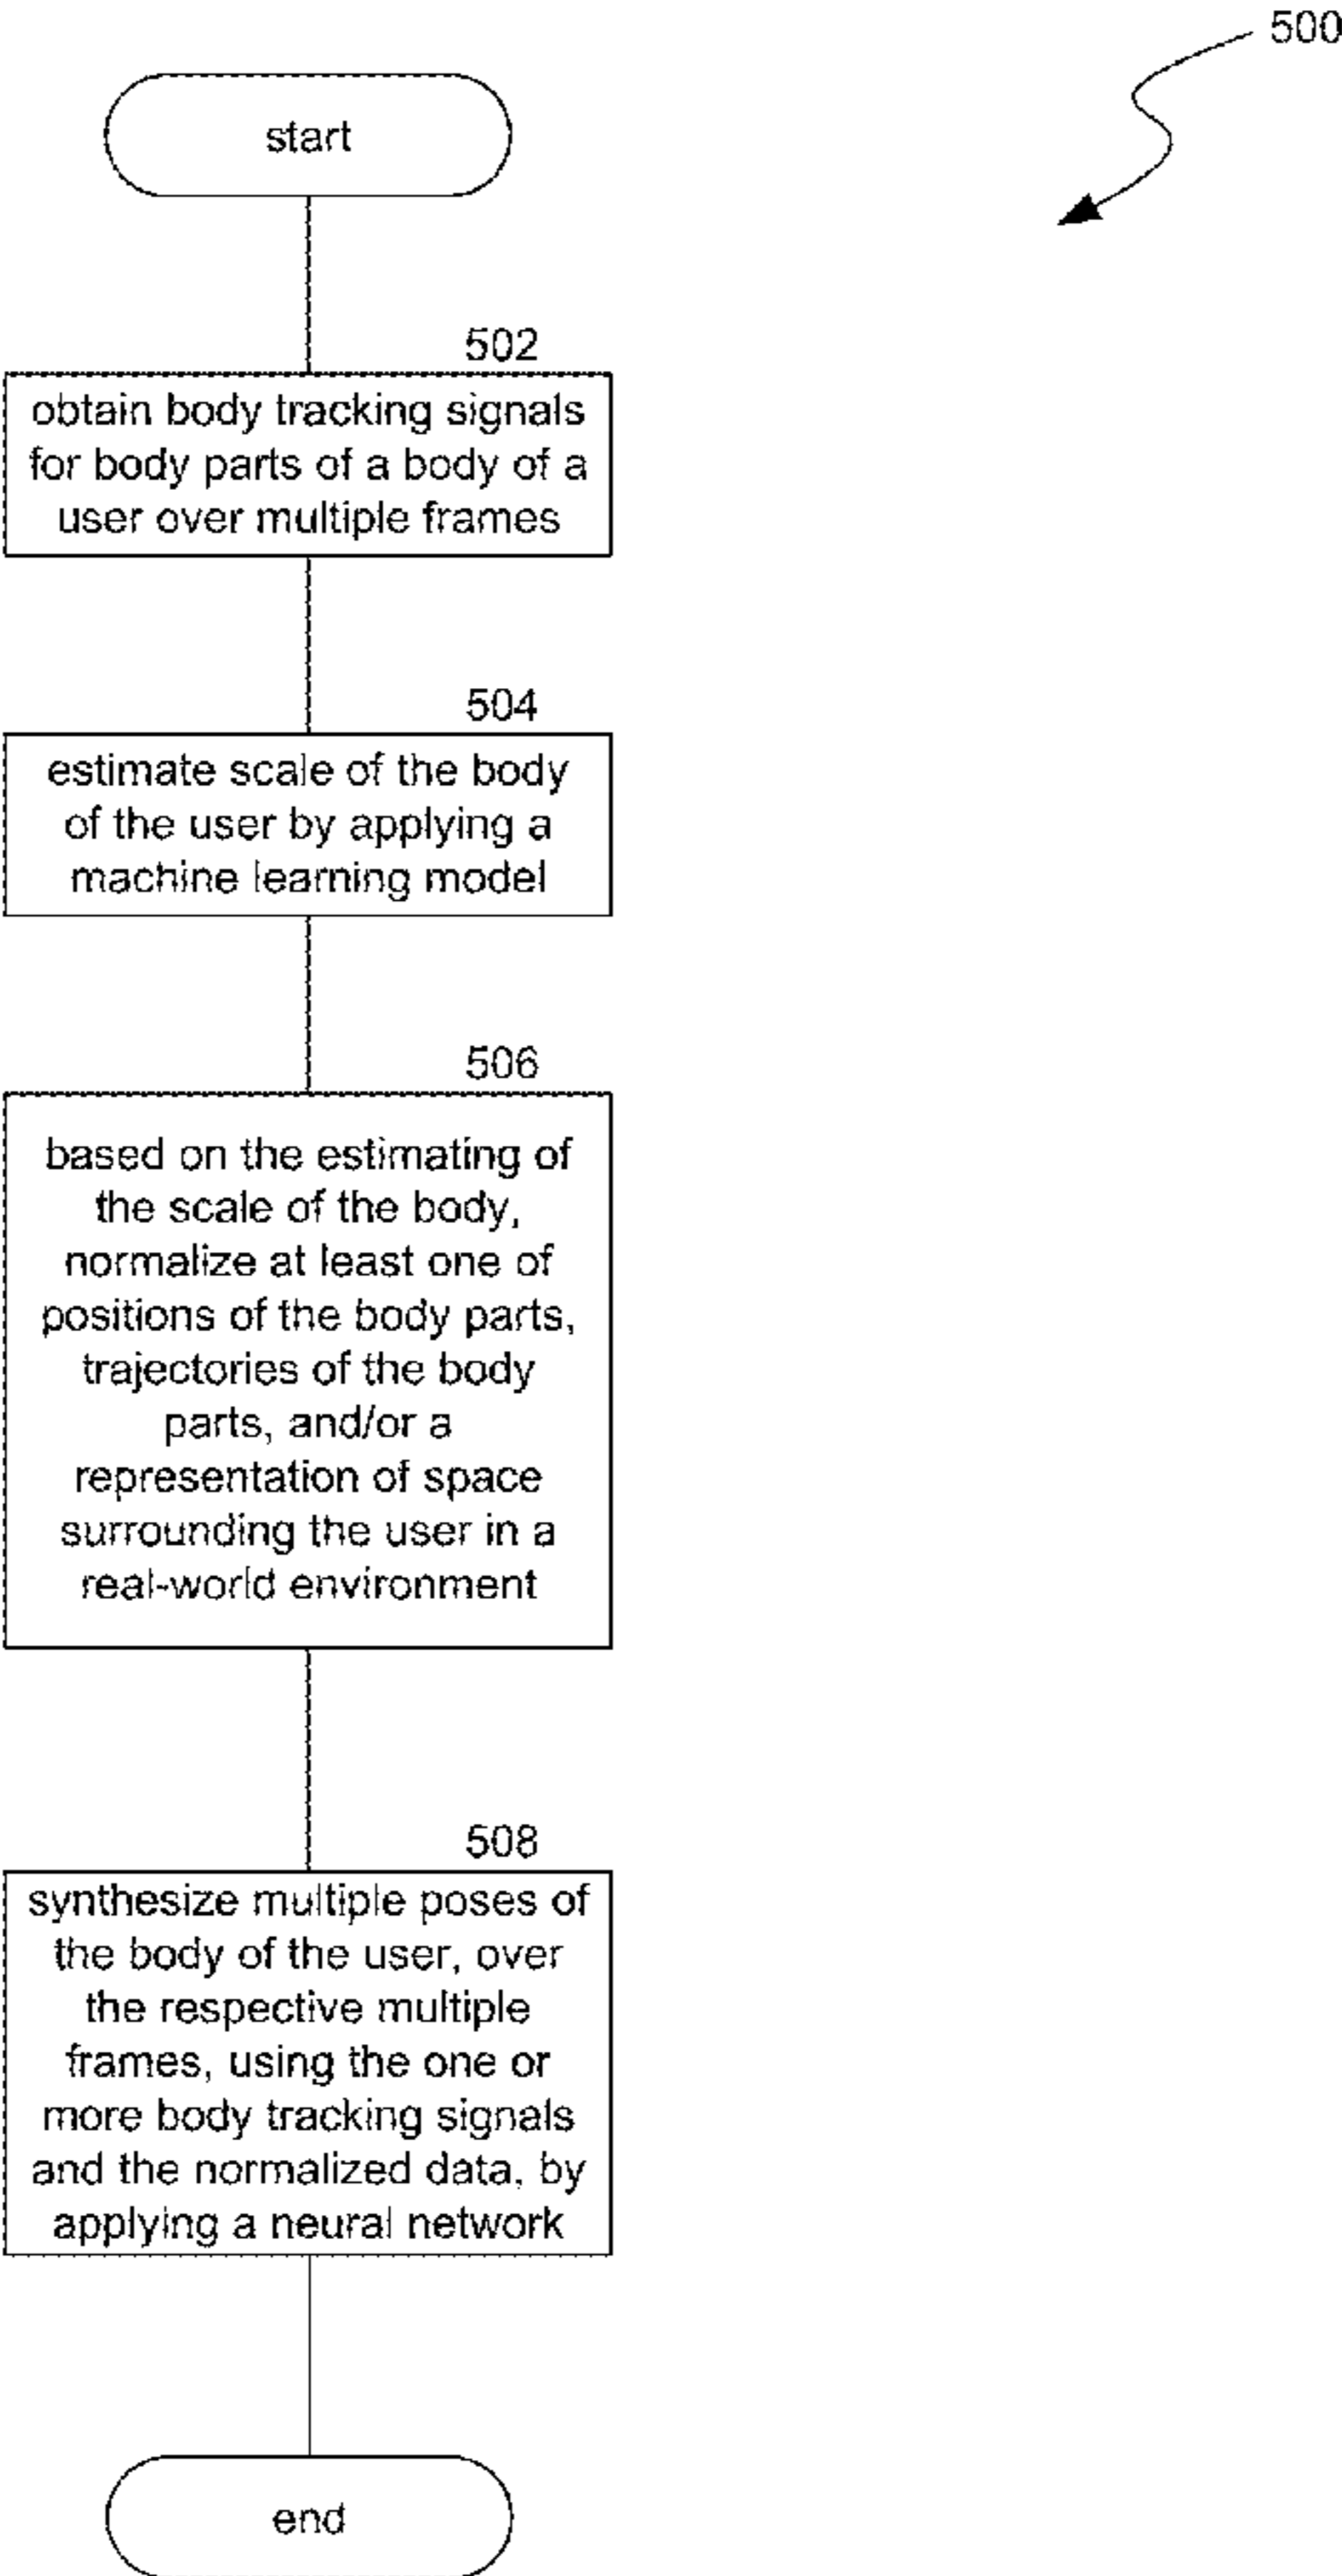 500
start
502
obtain body tracking signals
for body parts of a body of a
user over multiple frames
504
estimate scale of the body
of the user by applying a
machine learning model
506
based on the estimating of
the scale of the body,
normalize at least one of
positions of the body parts,
trajectories of the body
parts, and/or a
representation of space
surrounding the user in a
real-world environment
508
synthesize multiple poses of
the body of the user, over
the respective multiple
frames, using the one or
more body tracking signals
and the normalized data, by
applying a neural network
end